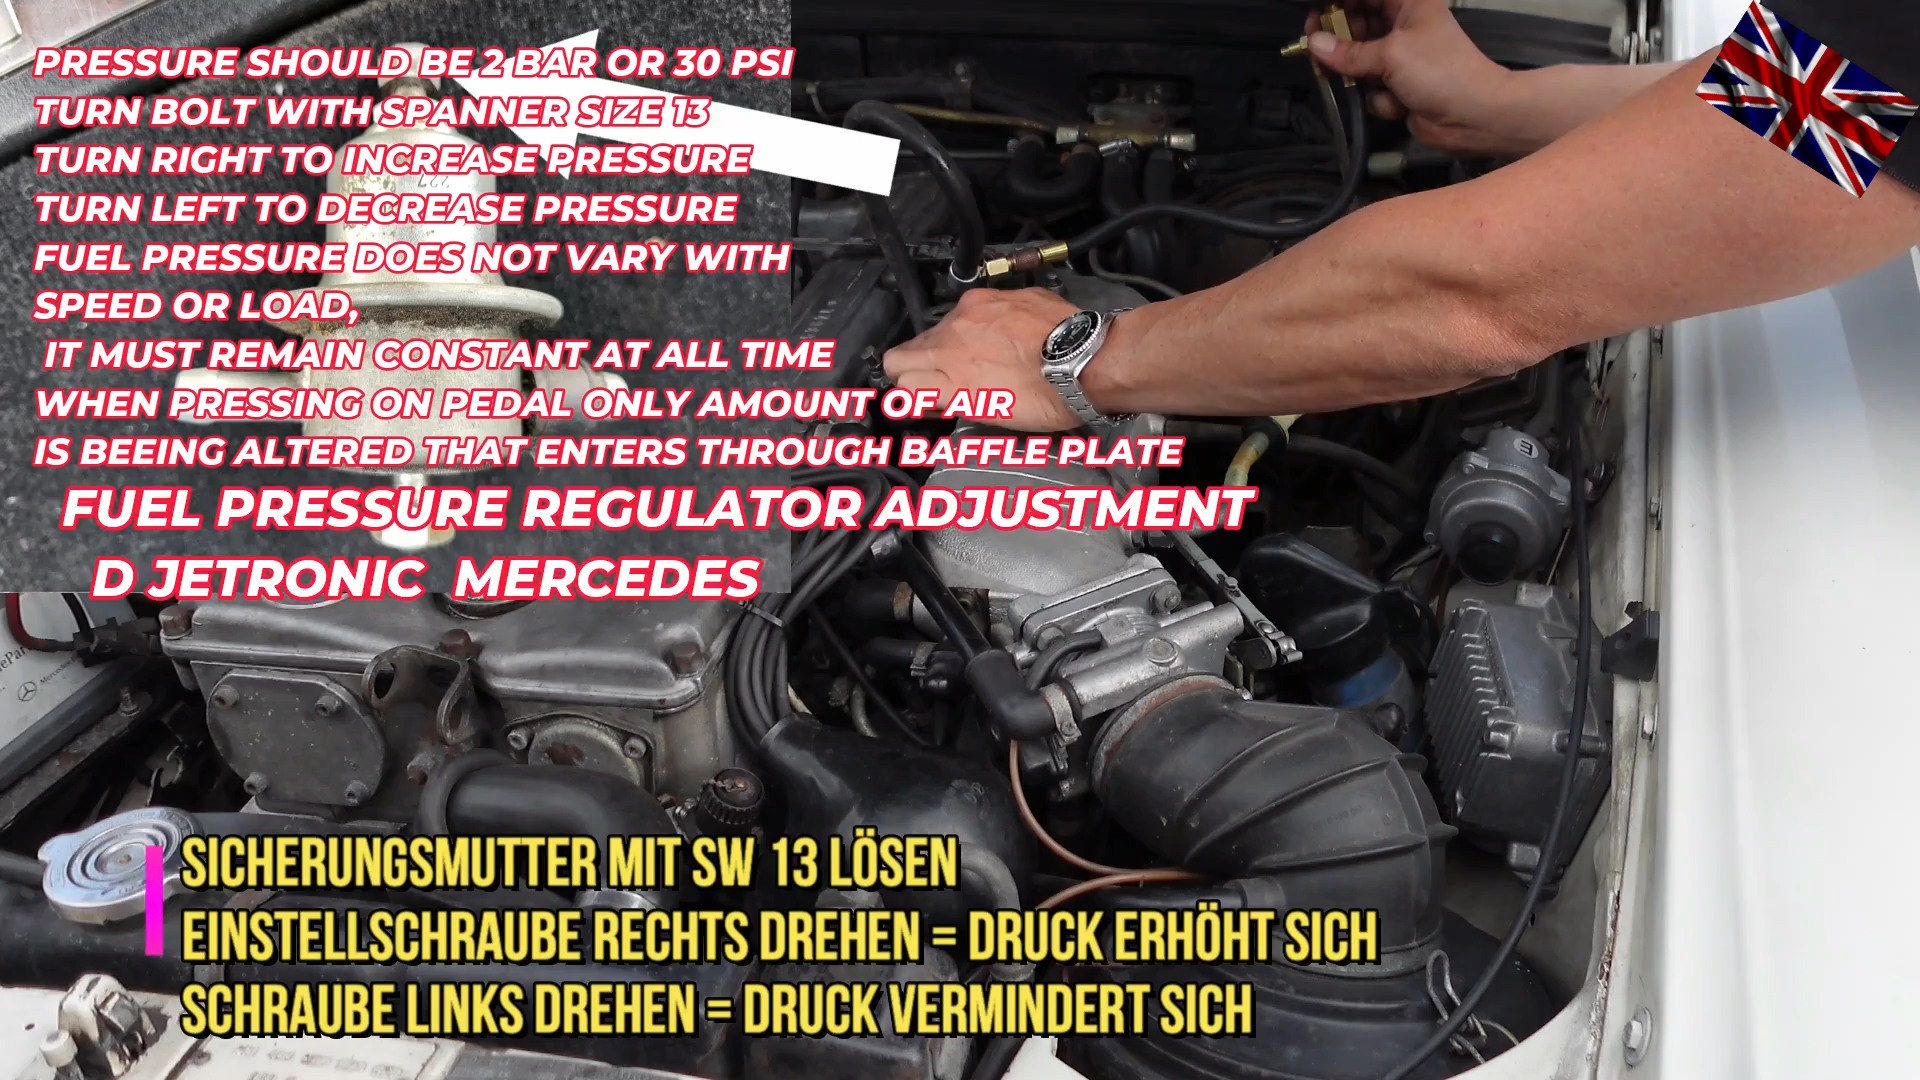 PRESSURE SHOULD BE 2 BAR OR 30 PSI
TURN BOLT WITH SPANNER SIZE 13
TURN RIGHT TO INCREASE PRESSURE
TURN LEFT TO DECREASE PRESSURE
FUEL PRESSURE DOES NOT VARY WITH
SPEED OR LOAD,
IT MUST REMAIN CONSTANT AT ALL TIME
WHEN PRESSING ON PEDAL ONLY AMOUNT OF AIR
IS BEEING ALTERED THAT ENTERS THROUGH BAFFLE PLATE
FUEL PRESSURE REGULATOR ADJUSTMENT
D JETRONIC MERCEDES
227
SICHERUNGSMUTTER MIT SW 13 LÖSEN
EINSTELLSCHRAUBE RECHTS DREHEN = DRUCK ERHÖHT SICH
SCHRAUBE LINKS DREHEN = DRUCK VERMINDERT SICH